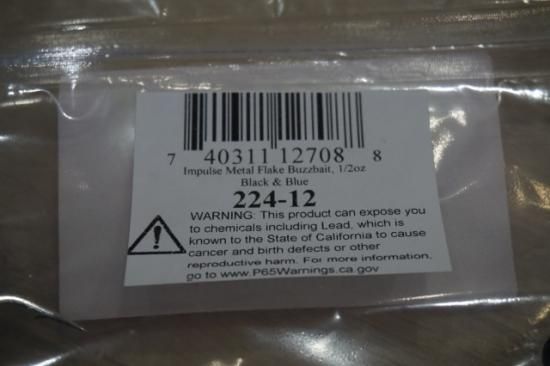 7 40311 12708 8
Impulse Metal Flake Buzzbait, 1/2oz
Black & Blue
224-12
WARNING: This product can expose you
to chemicals including Lead, which is
known to the State of California to cause
cancer and birth defects or other
reproductive harm. For more information,
go to www.P65Warnings.ca.gov